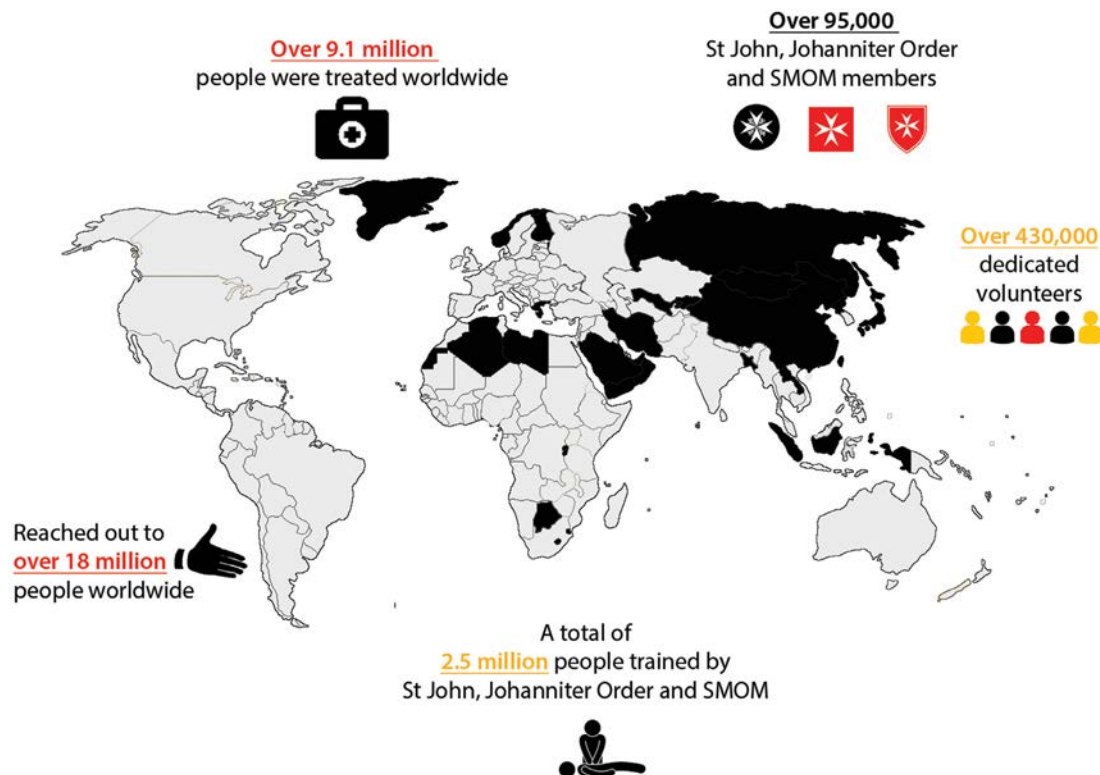 Over 9.1 million
people were treated worldwide
Over 95,000
St John, Johanniter Order
and SMOM members
Over 430,000
dedicated
volunteers
Reached out to
over 18 million
people worldwide
A total of
2.5 million people trained by
St John, Johanniter Order and SMOM